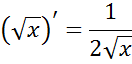 (√x)′ = 1/(2√x)